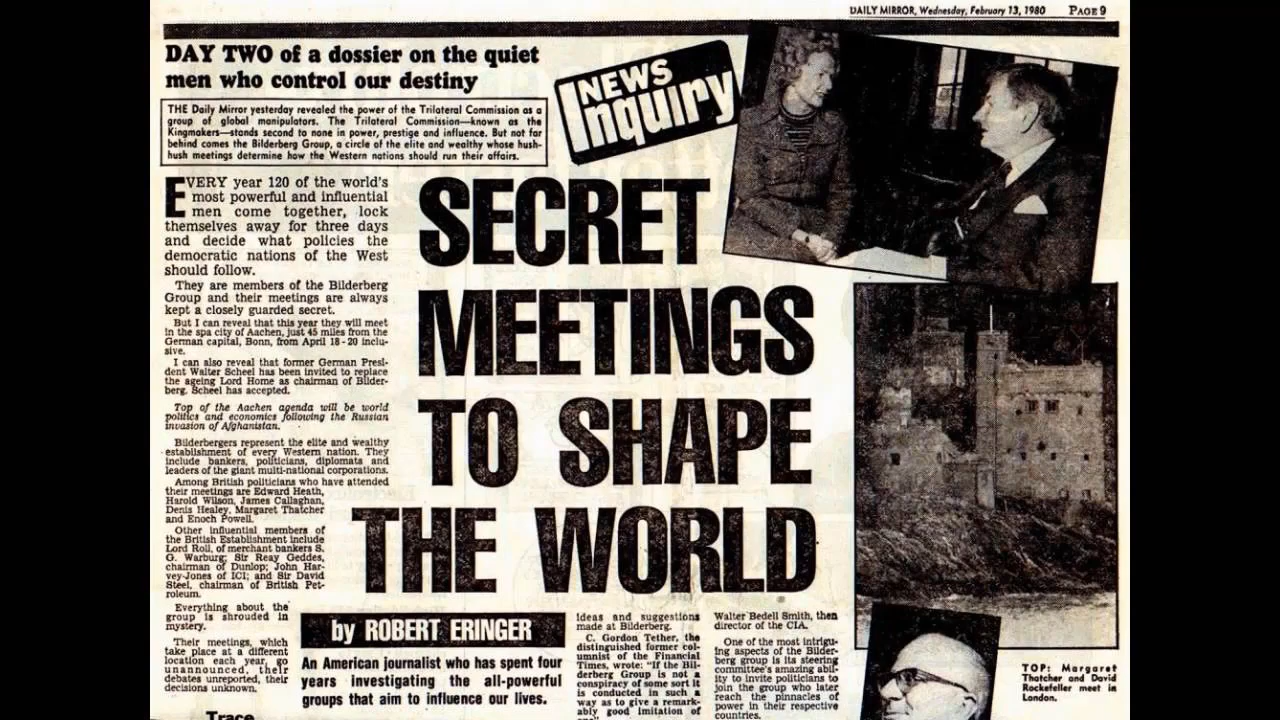 DAILY MIRROR, Wednesday, February 13, 1980 PAGE 9
DAY TWO of a dossier on the quiet
men who control our destiny
NEWS
Inquiry
THE Daily Mirror yesterday revealed the power of the Trilateral Commission as a
group of global manipulators. The Trilateral Commission—known as the
Kingmakers—stands second to none in power, prestige and influence. But not far
behind comes the Bilderberg Group, a circle of the elite and wealthy whose hush-
hush meetings determine how the Western nations should run their affairs.
SECRET
MEETINGS
TO SHAPE
THE WORLD
EVERY year 120 of the world's
most powerful and influential
men come together, lock
themselves away for three days
and decide what policies the
democratic nations of the West
should follow.
They are members of the Bilderberg
Group and their meetings are always
kept a closely guarded secret.
But I can reveal that this year they will meet
in the spa city of Aachen, just 45 miles from the
German capital, Bonn, from April 18-20 inclu-
sive.
I can also reveal that former German Presi-
dent Walter Scheel has been invited to replace
the ageing Lord Home as chairman of Bilder-
berg. Scheel has accepted.
Top of the Aachen agenda will be world
politics and economics following the Russian
invasion of Afghanistan.
Bilderbergers represent the elite and wealthy
establishment of every Western nation. They
include bankers, politicians, diplomats and
leaders of the giant multi-national corporations.
Among British politicians who have attended
their meetings are Edward Heath,
Harold Wilson, James Callaghan,
Denis Healey, Margaret Thatcher
and Enoch Powell.
Other influential members of
the British Establishment include
Lord Roll, of merchant bankers S.
G. Warburg; Sir Reay Geddes,
chairman of Dunlop; John Har-
vey-Jones of ICI; and Sir David
Steel, chairman of British Pet-
roleum.
Everything about the
group is shrouded in
mystery.
Their meetings, which
take place at a different
location each year, go
unannounced, their
debates unreported, their
decisions unknown.
Trace
by ROBERT ERINGER
An American journalist who has spent four
years investigating the all-powerful
groups that aim to influence our lives.
ideas and suggestions
made at Bilderberg.
C. Gordon Tether, the
distinguished former col-
umnist of the Financial
Times, wrote: "If the Bil-
derberg Group is not a
conspiracy of some sort it
is conducted in such a
way as to give a remark-
ably good imitation of
Walter Bedell Smith, then
director of the CIA.
One of the most intrigu-
ing aspects of the Bilder-
berg group is its steering
committee's amazing abil-
ity to invite politicians to
join the group who later
reach the pinnacles of
power in their respective
countries.
TOP: Margaret
Thatcher and David
Rockefeller meet in
London.